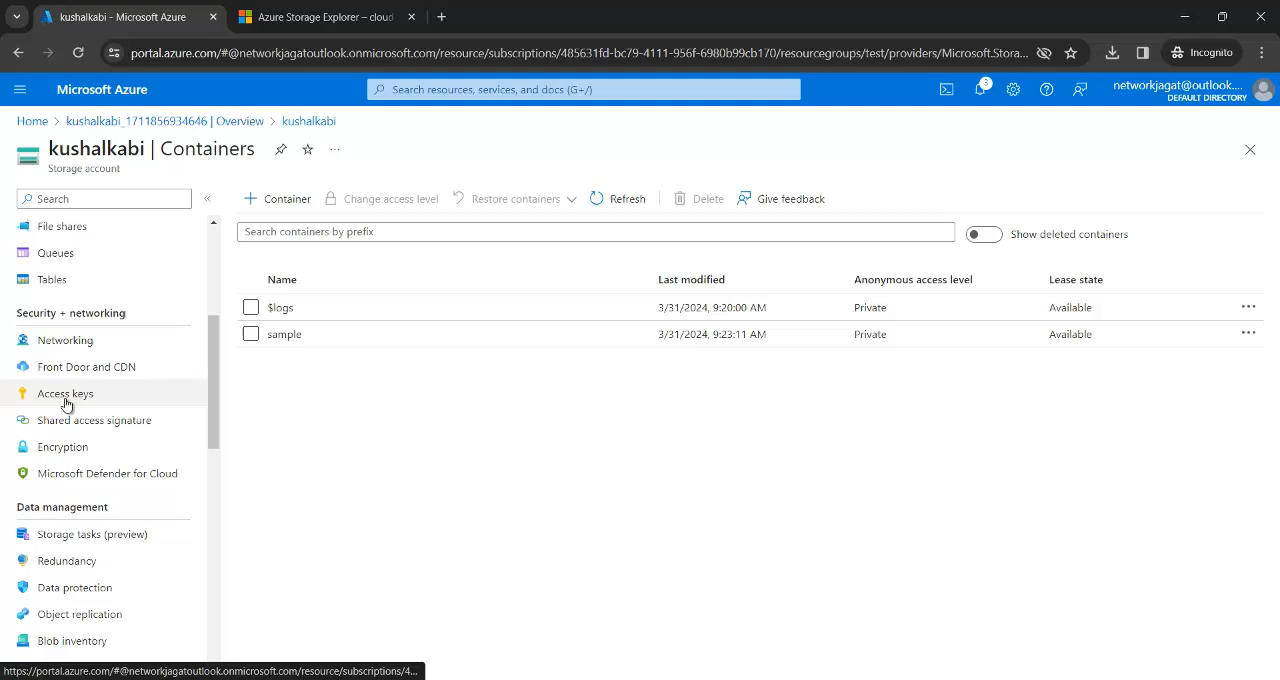 kushalkabi - Microsoft Azure
Azure Storage Explorer – cloud
portal.azure.com/#@networkjagatoutlook.onmicrosoft.com/resource/subscriptions/485631fd-bc79-4111-956f-6980b99cb170/resourcegroups/test/providers/Microsoft.Stora...
Incognito
Microsoft Azure
Search resources, services, and docs (G+/)
3
networkjagat@outlook....
DEFAULT DIRECTORY
Home > kushalkabi_1711856934646 | Overview > kushalkabi
kushalkabi | Containers
Storage account
Search
Container
Change access level
Restore containers
Refresh
Delete
Give feedback
Search containers by prefix
Show deleted containers
Name Last modified Anonymous access level Lease state
$logs 3/31/2024, 9:20:00 AM Private Available
sample 3/31/2024, 9:23:11 AM Private Available
File shares
Queues
Tables
Security + networking
Networking
Front Door and CDN
Access keys
Shared access signature
Encryption
Microsoft Defender for Cloud
Data management
Storage tasks (preview)
Redundancy
Data protection
Object replication
Blob inventory
https://portal.azure.com/#@networkjagatoutlook.onmicrosoft.com/resource/subscriptions/4...